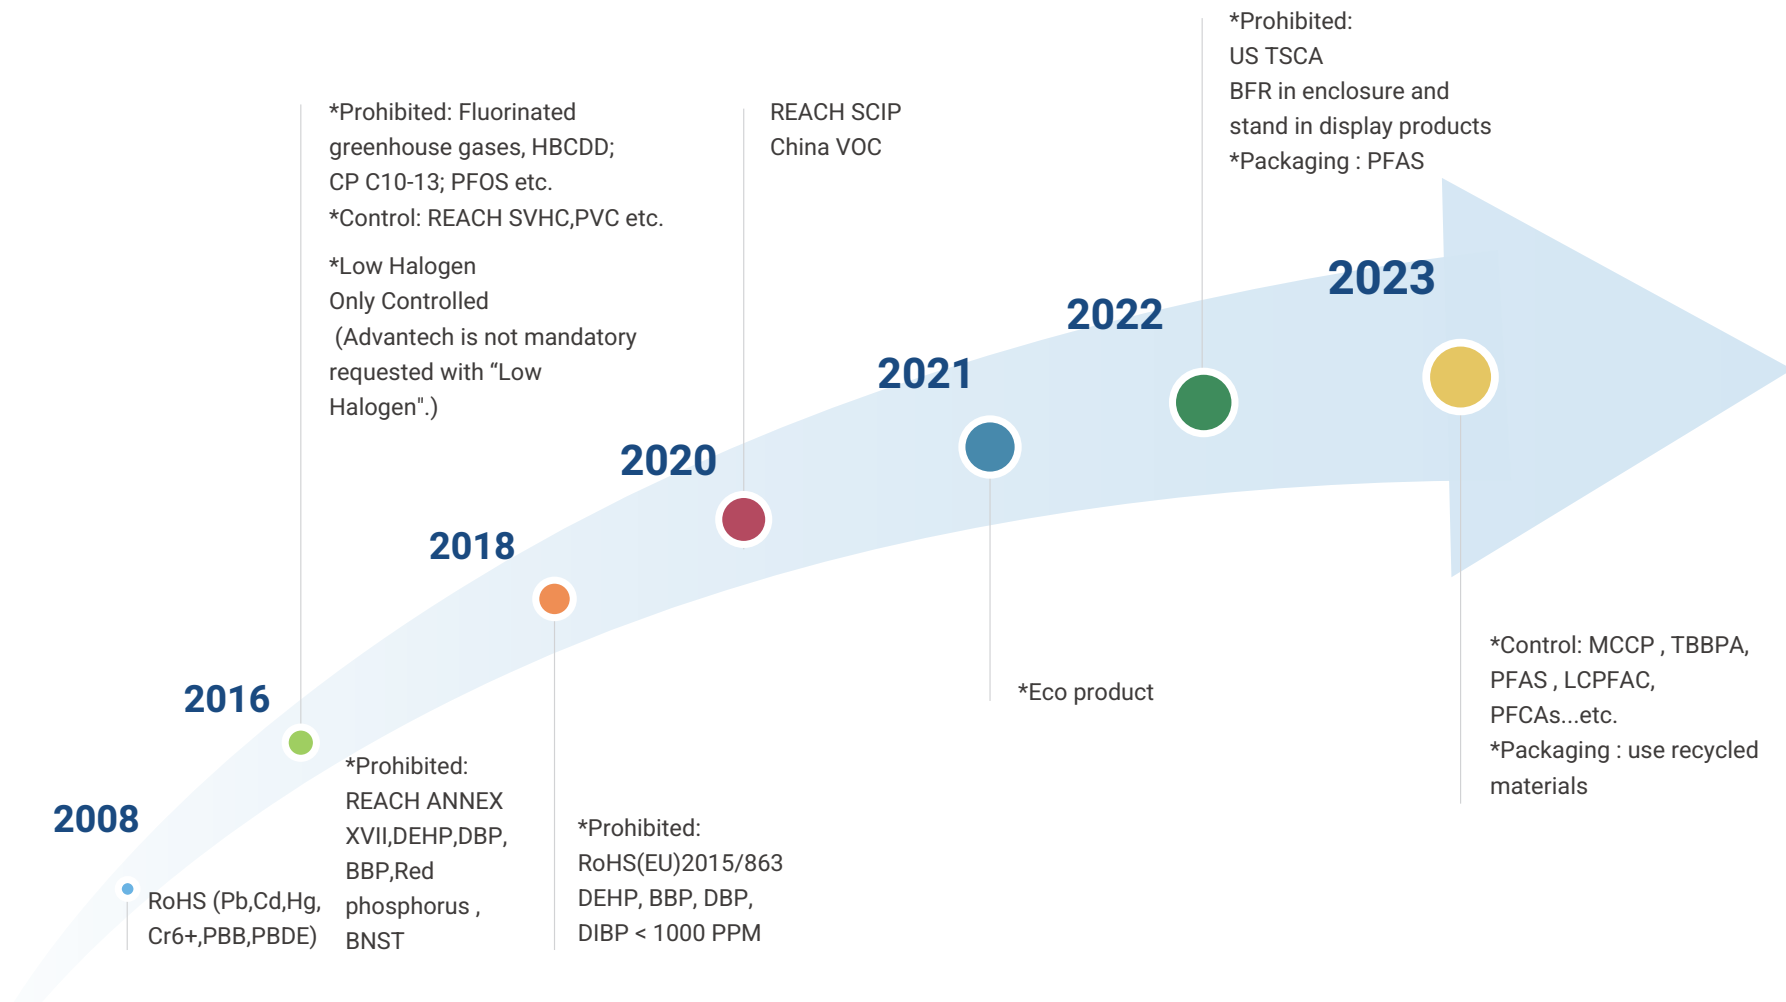 2008
RoHS (Pb,Cd,Hg,
Cr6+,PBB,PBDE)
2016
*Prohibited: Fluorinated
greenhouse gases, HBCDD;
CP C10-13; PFOS etc.
*Control: REACH SVHC,PVC etc.
*Low Halogen
Only Controlled
(Advantech is not mandatory
requested with “Low
Halogen".)
*Prohibited:
REACH ANNEX
XVII,DEHP,DBP,
BBP,Red
phosphorus ,
BNST
2018
*Prohibited:
RoHS(EU)2015/863
DEHP, BBP, DBP,
DIBP < 1000 PPM
2020
REACH SCIP
China VOC
2021
*Eco product
2022
*Prohibited:
US TSCA
BFR in enclosure and
stand in display products
*Packaging : PFAS
2023
*Control: MCCP , TBBPA,
PFAS , LCPFAC,
PFCAs...etc.
*Packaging : use recycled
materials